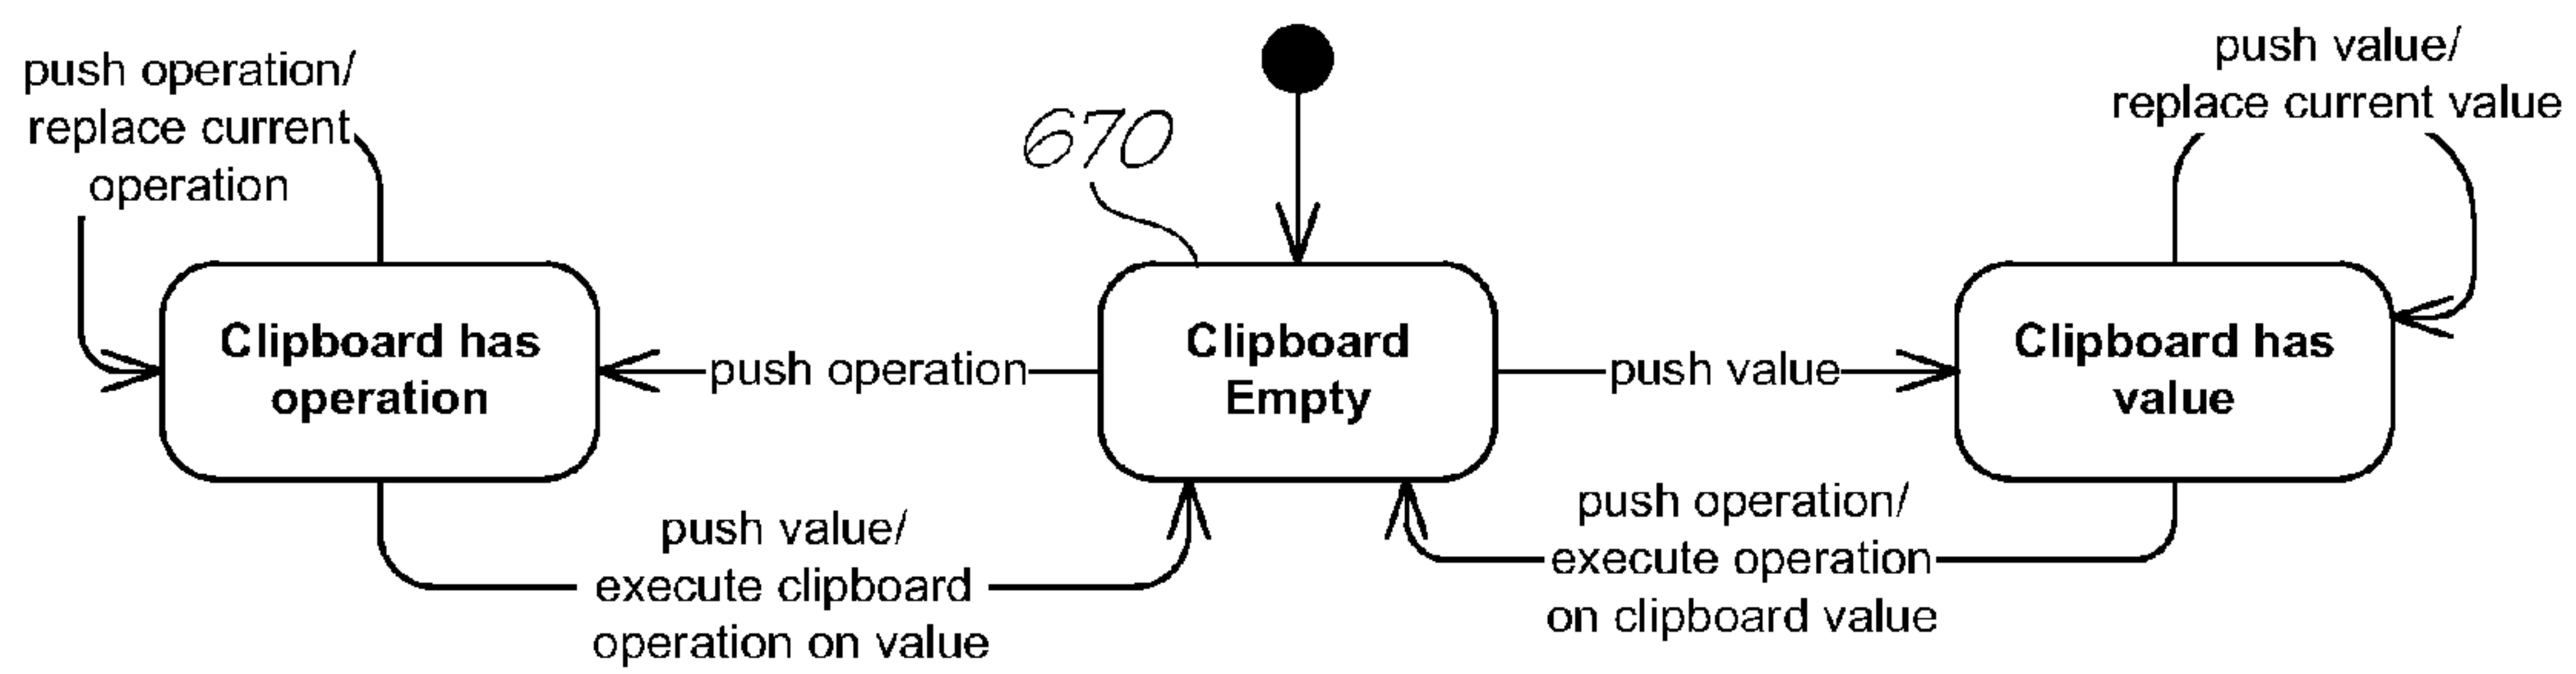 push operation/
replace current
operation
670
push value/
replace current value
Clipboard has
operation
push operation
Clipboard
Empty
push value
Clipboard has
value
push value/
execute clipboard
operation on value
push operation/
execute operation
on clipboard value